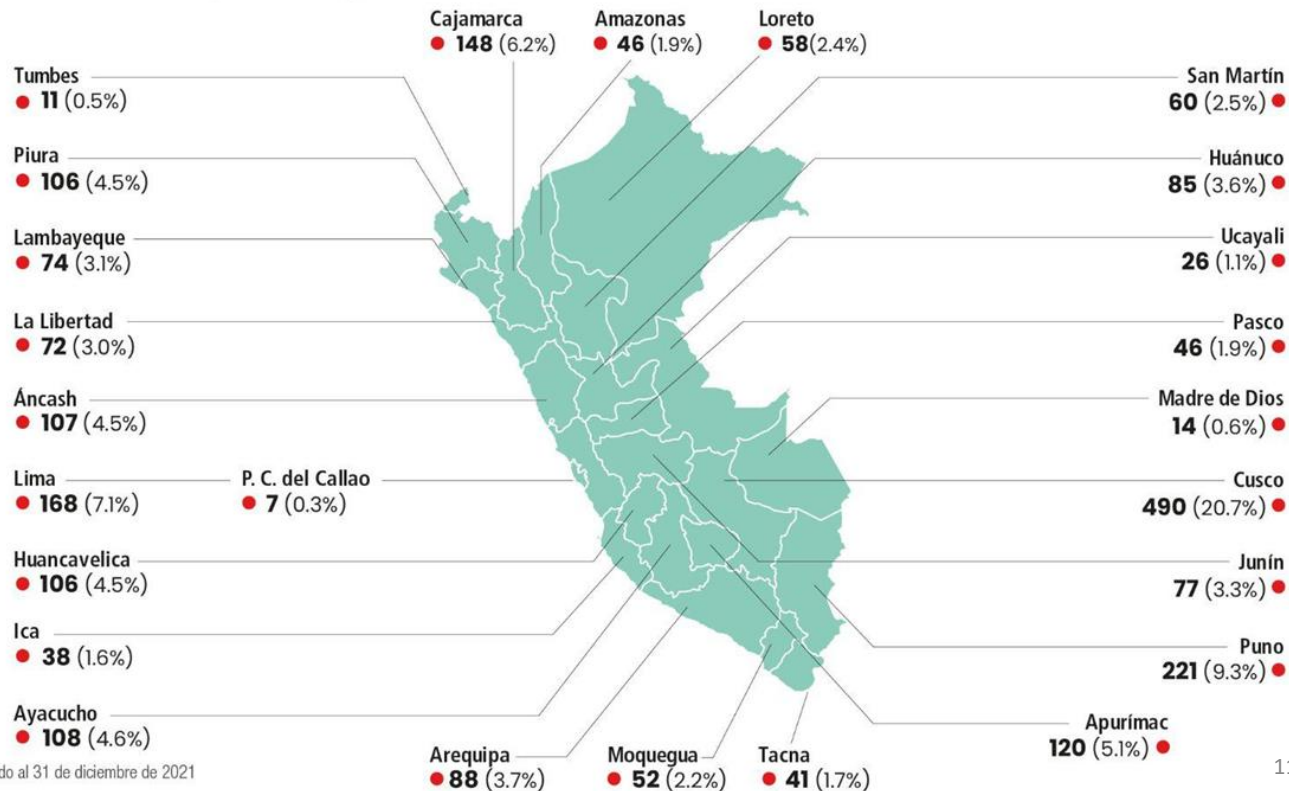 Cajamarca
148 (6.2%)
Amazonas
46 (1.9%)
Loreto
58(2.4%)
Tumbes
11 (0.5%)
Piura
106 (4.5%)
Lambayeque
74 (3.1%)
La Libertad
72 (3.0%)
Áncash
107 (4.5%)
Lima
168 (7.1%)
P. C. del Callao
7 (0.3%)
Huancavelica
106 (4.5%)
Ica
38 (1.6%)
Ayacucho
108 (4.6%)
Arequipa
88 (3.7%)
Moquegua
52 (2.2%)
Tacna
41 (1.7%)
San Martín
60 (2.5%)
Huánuco
85 (3.6%)
Ucayali
26 (1.1%)
Pasco
46 (1.9%)
Madre de Dios
14 (0.6%)
Cusco
490 (20.7%)
Junín
77 (3.3%)
Puno
221 (9.3%)
Apurímac
120 (5.1%)
do al 31 de diciembre de 2021